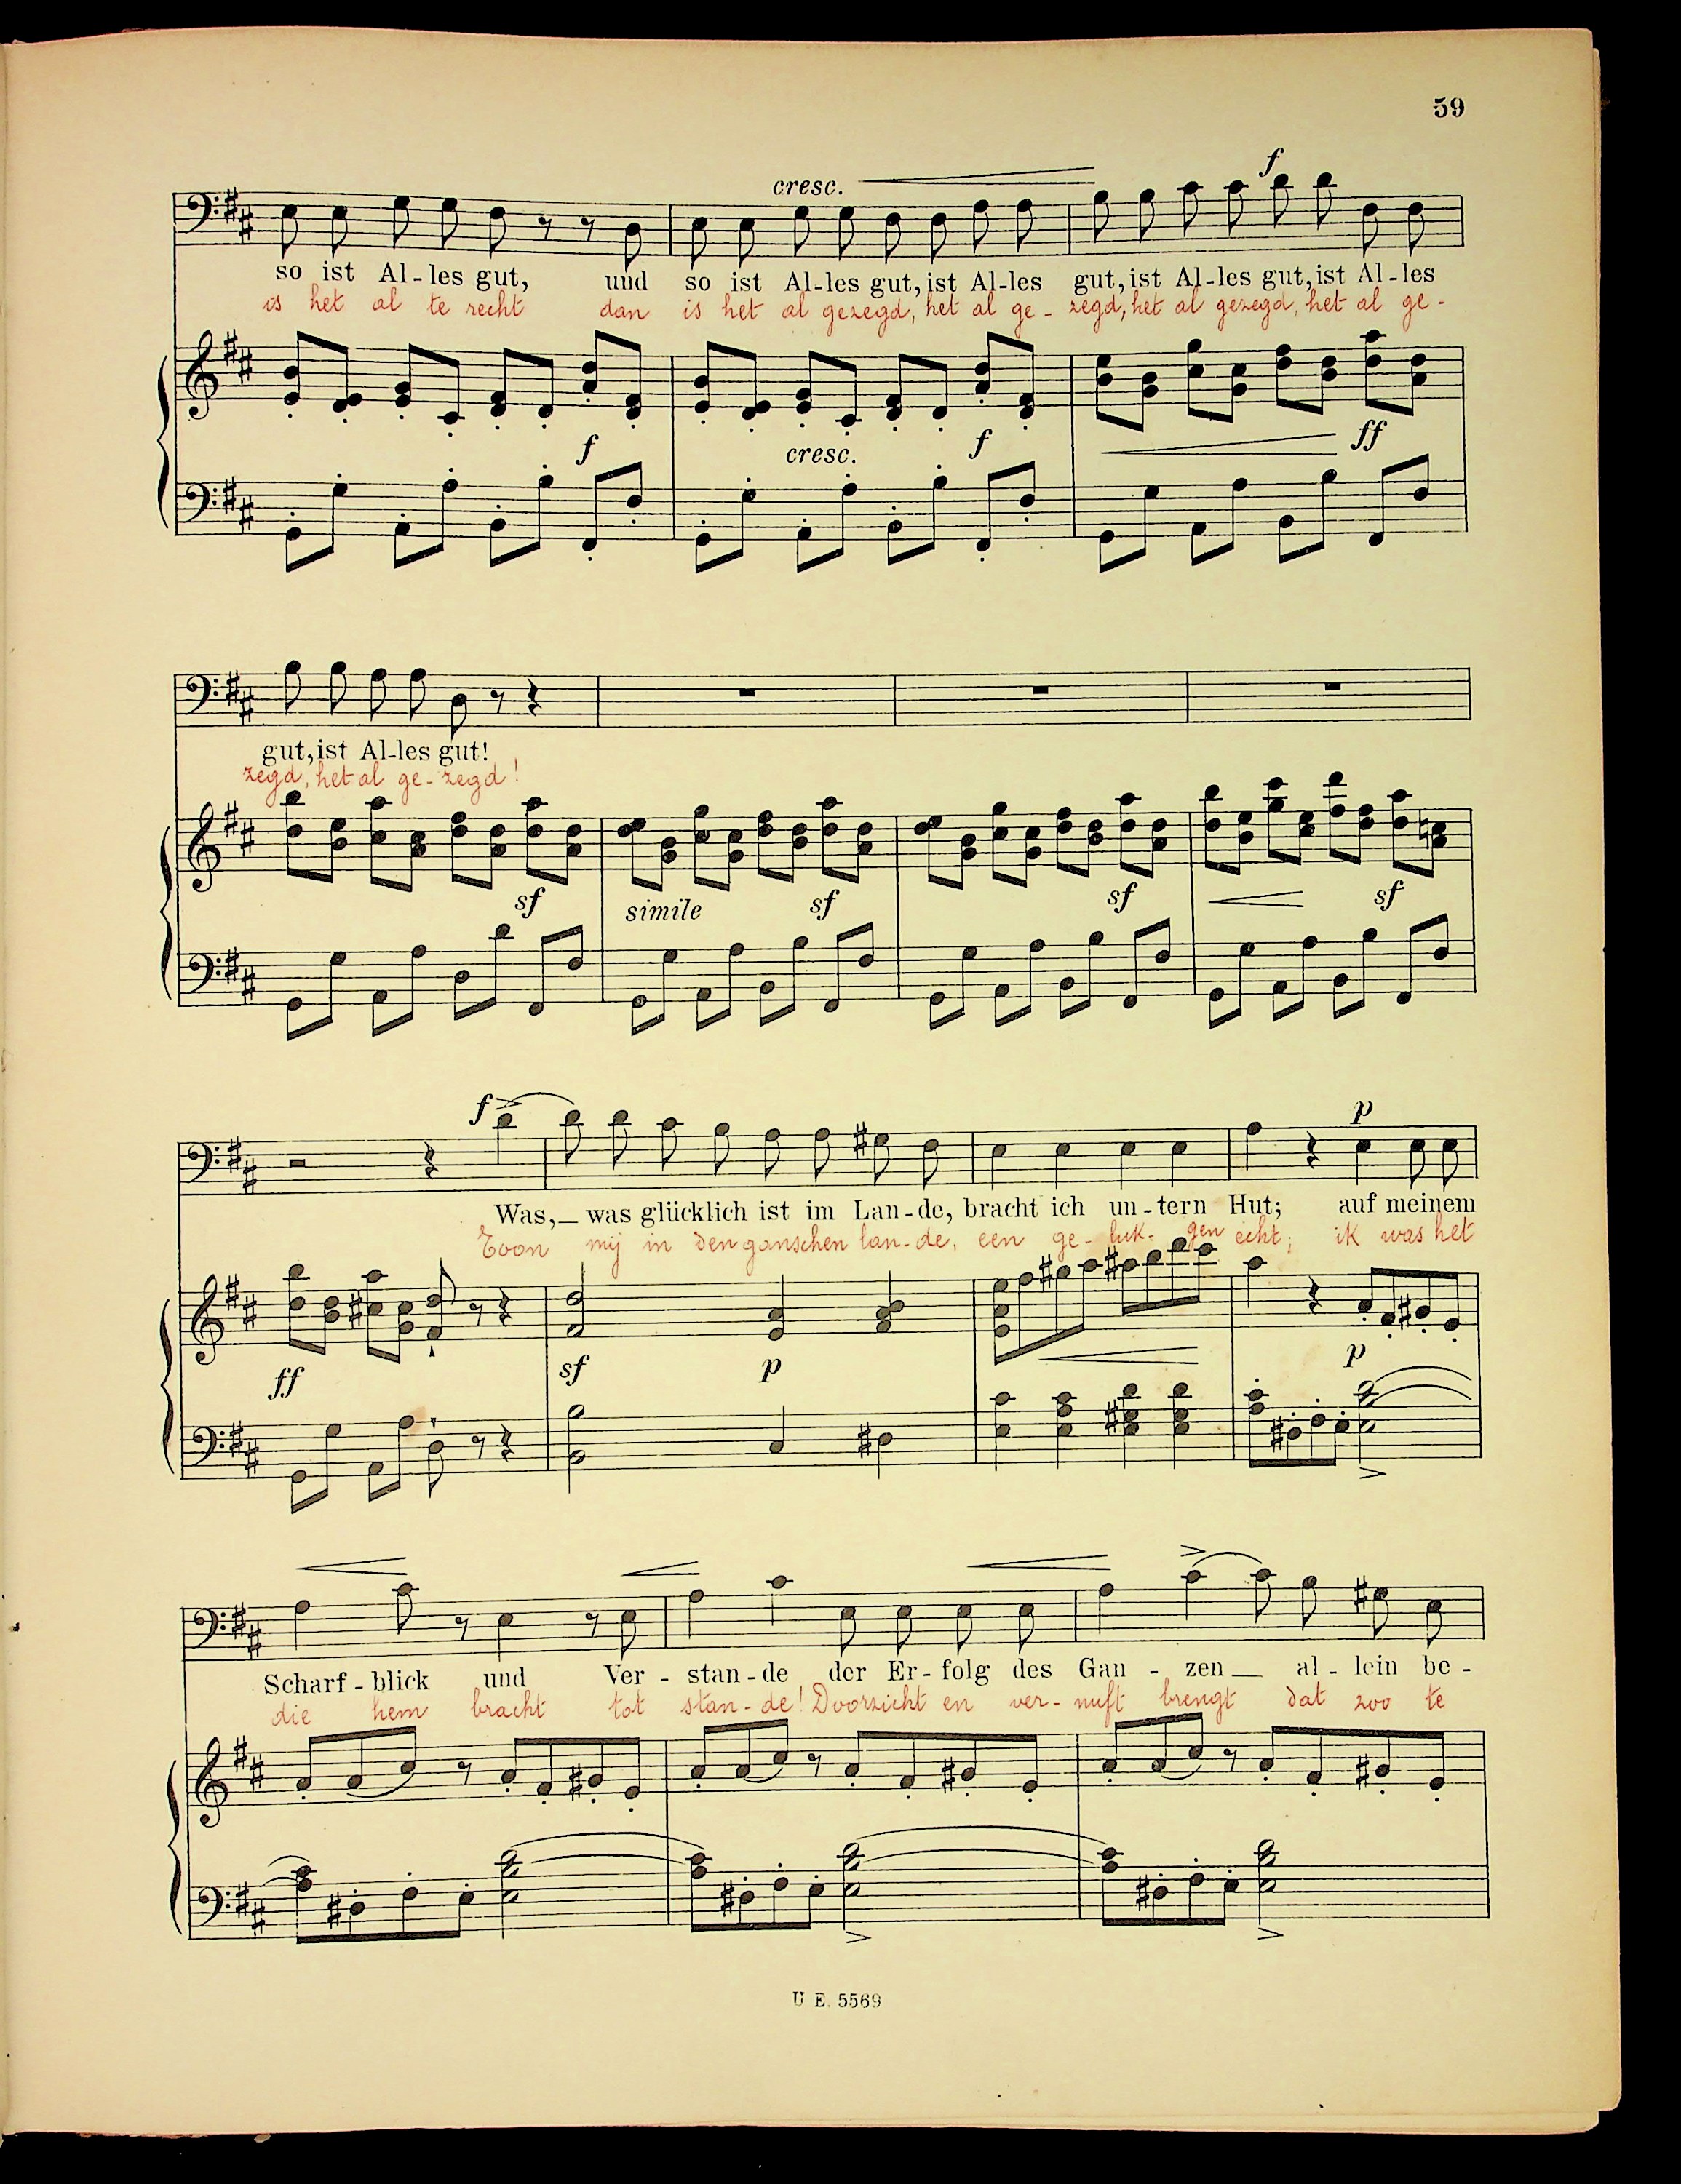 59
cresc. f
so ist Al-les gut, und so ist Al-les gut, ist Al-les gut, ist Al-les gut, ist Al-les
is het al te recht dan is het al gezegd, het al ge-zegd, het al gezegd, het al ge-
f cresc. f ff
gut, ist Al-les gut!
zegd, het al ge-zegd!
sf simile sf sf sf
f p
Was,_ was glücklich ist im Lan-de, bracht ich un-tern Hut; auf meinem
Toon mij in den ganschen lan-de, een ge-luk-gen echt; ik was het
ff sf p p
Scharf-blick und Ver-stan-de der Er-folg des Gan-zen_ al-lein be-
die hem bracht tot stan-de! Doorzicht en ver-nuft brengt dat zoo te
U E. 5569